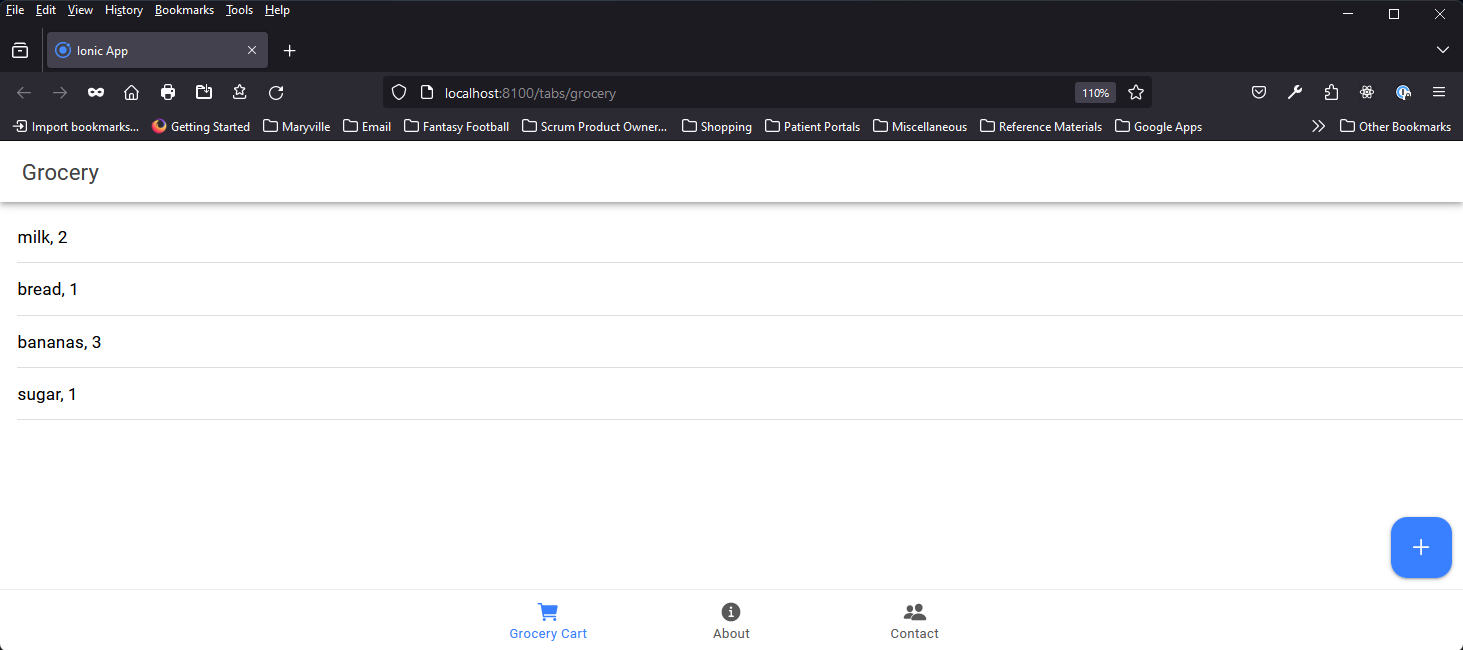 File Edit View History Bookmarks Tools Help
Ionic App
localhost:8100/tabs/grocery 110%
Import bookmarks... Getting Started Maryville Email Fantasy Football Scrum Product Owner... Shopping Patient Portals Miscellaneous Reference Materials Google Apps Other Bookmarks
Grocery
milk, 2
bread, 1
bananas, 3
sugar, 1
Grocery Cart About Contact